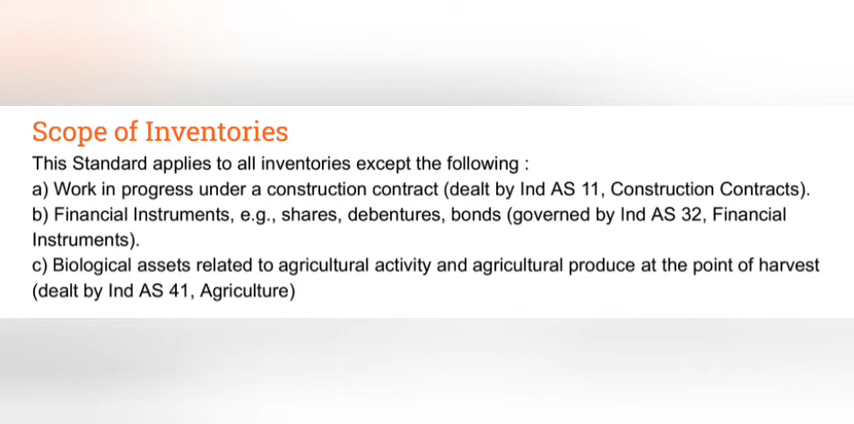 Scope of Inventories
This Standard applies to all inventories except the following :
a) Work in progress under a construction contract (dealt by Ind AS 11, Construction Contracts).
b) Financial Instruments, e.g., shares, debentures, bonds (governed by Ind AS 32, Financial
Instruments).
c) Biological assets related to agricultural activity and agricultural produce at the point of harvest
(dealt by Ind AS 41, Agriculture)